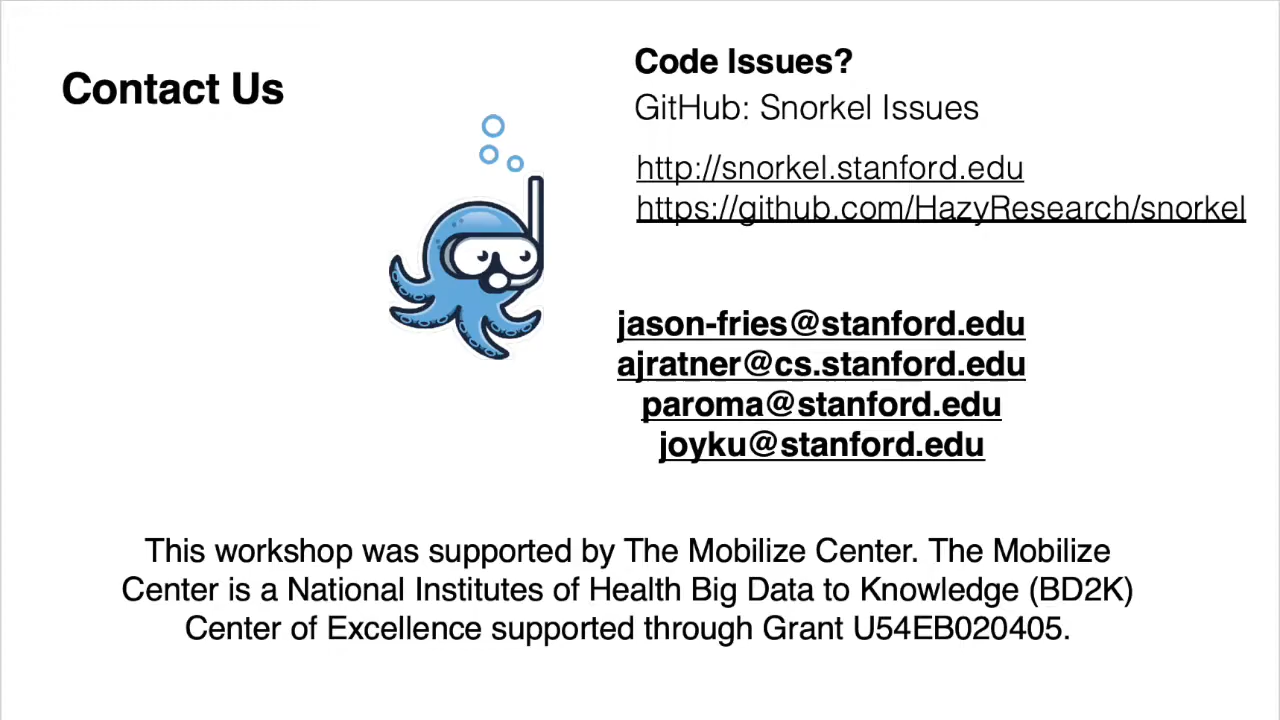 Contact Us
Code Issues?
GitHub: Snorkel Issues
http://snorkel.stanford.edu
https://github.com/HazyResearch/snorkel
jason-fries@stanford.edu
ajratner@cs.stanford.edu
paroma@stanford.edu
joyku@stanford.edu
This workshop was supported by The Mobilize Center. The Mobilize
Center is a National Institutes of Health Big Data to Knowledge (BD2K)
Center of Excellence supported through Grant U54EB020405.